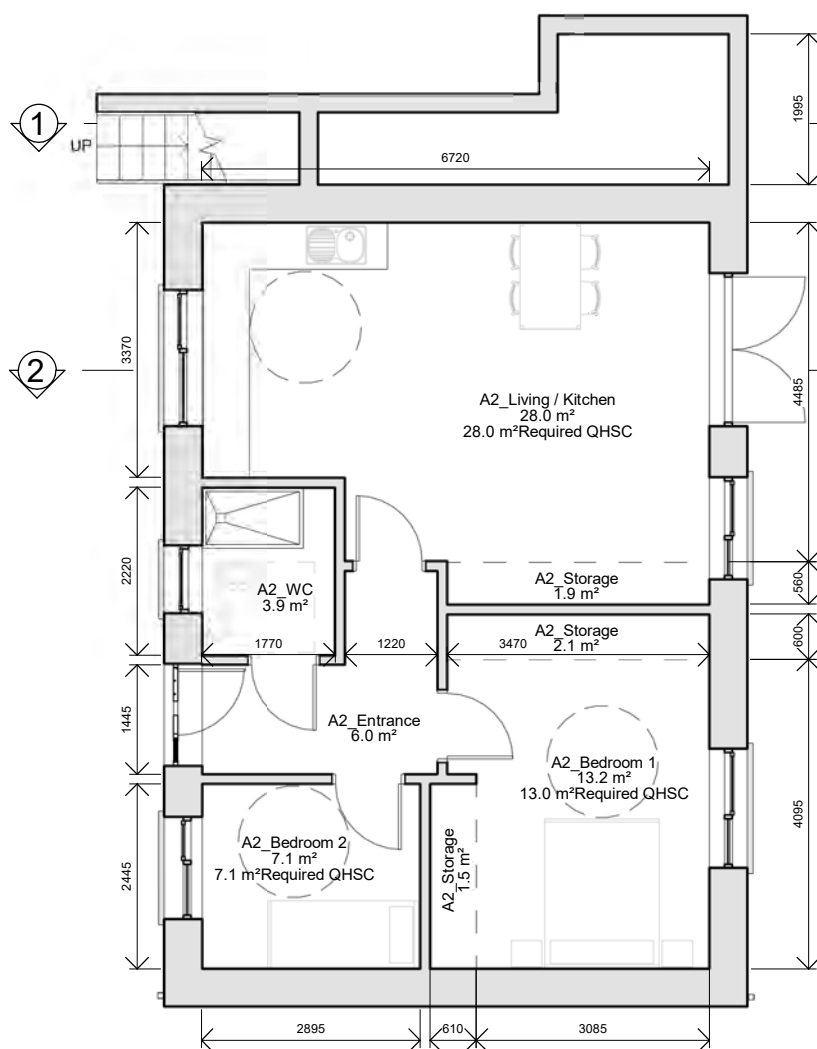 1
UP
6720
1995
2
3370
4485
A2_Living / Kitchen
28.0 m²
28.0 m²Required QHSC
2220
A2_WC
3.9 m²
A2_Storage
1.9 m²
560
A2_Storage
2.1 m²
600
1770
1220
3470
1445
A2_Entrance
6.0 m²
A2_Bedroom 1
13.2 m²
13.0 m²Required QHSC
4095
2445
A2_Bedroom 2
7.1 m²
7.1 m²Required QHSC
A2_Storage
1.5 m²
2895
610
3085